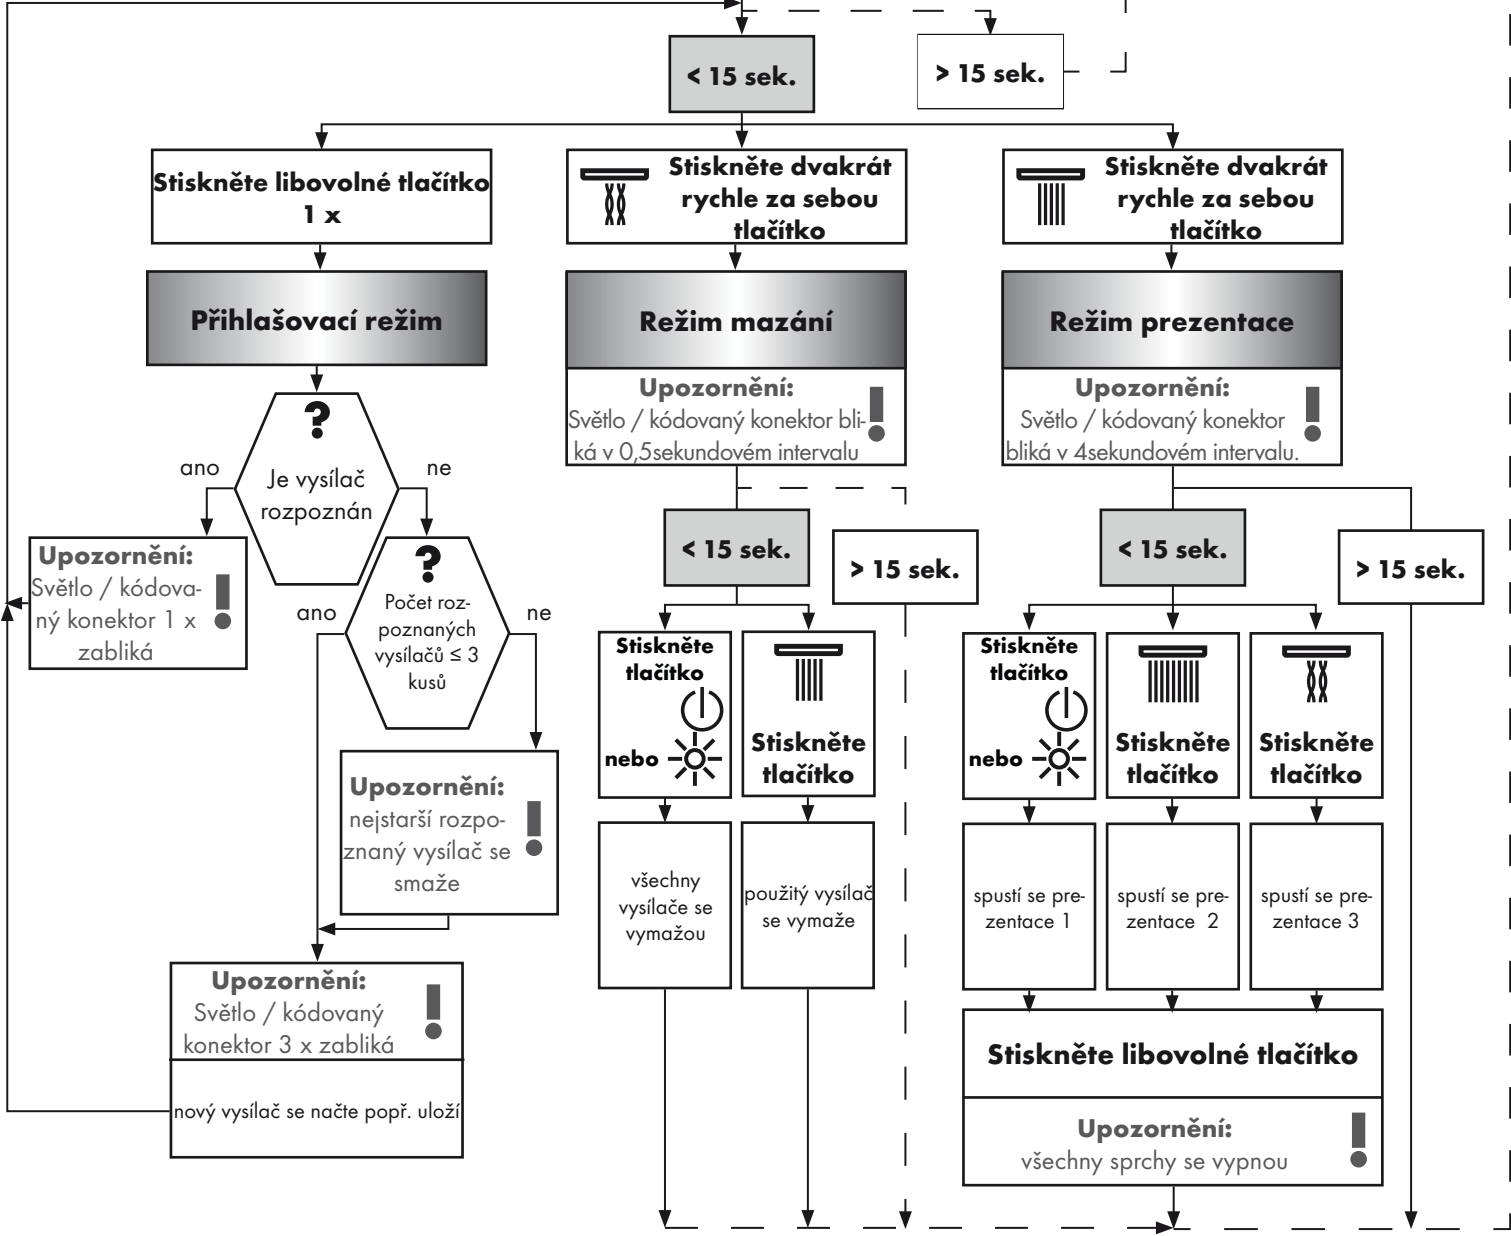 < 15 sek.
> 15 sek.
Stiskněte libovolné tlačítko
1 x
Stiskněte dvakrát
rychle za sebou
tlačítko
Stiskněte dvakrát
rychle za sebou
tlačítko
Přihlašovací režim
Režim mazání
Režim prezentace
Upozornění:
Světlo / kódovaný konektor bli-
ká v 0,5sekundovém intervalu
Upozornění:
Světlo / kódovaný konektor
bliká v 4sekundovém intervalu.
?
Je vysílač
rozpoznán
ano
ne
Upozornění:
Světlo / kódova-
ný konektor 1 x
zabliká
?
Počet roz-
poznaných
vysílačů ≤ 3
kusů
ano
ne
Upozornění:
nejstarší rozpo-
znaný vysílač se
smaže
Upozornění:
Světlo / kódovaný
konektor 3 x zabliká
nový vysílač se načte popř. uloží
< 15 sek.
> 15 sek.
Stiskněte
tlačítko
nebo
Stiskněte
tlačítko
všechny
vysílače se
vymažou
použitý vysílač
se vymaže
< 15 sek.
> 15 sek.
Stiskněte
tlačítko
nebo
Stiskněte
tlačítko
Stiskněte
tlačítko
spustí se pre-
zentace 1
spustí se pre-
zentace 2
spustí se pre-
zentace 3
Stiskněte libovolné tlačítko
Upozornění:
všechny sprchy se vypnou